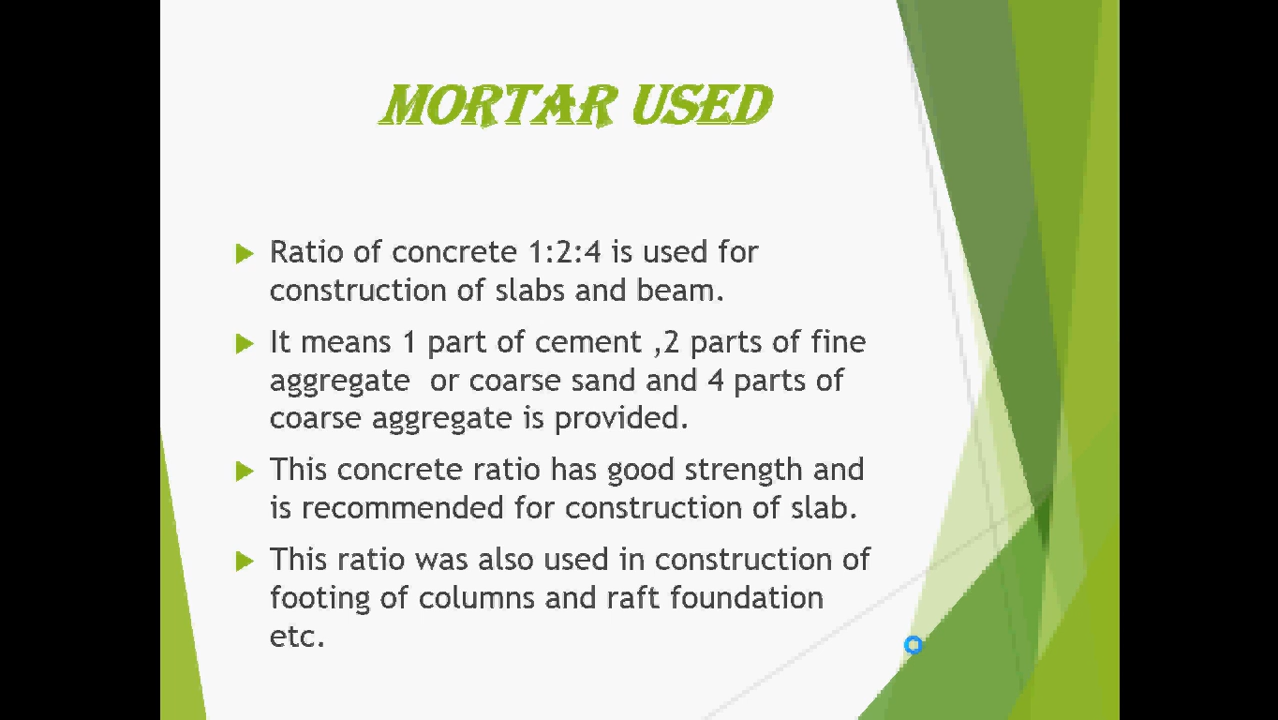 MORTAR USED
Ratio of concrete 1:2:4 is used for
construction of slabs and beam.
It means 1 part of cement ,2 parts of fine
aggregate  or coarse sand and 4 parts of
coarse aggregate is provided.
This concrete ratio has good strength and
is recommended for construction of slab.
This ratio was also used in construction of
footing of columns and raft foundation
etc.